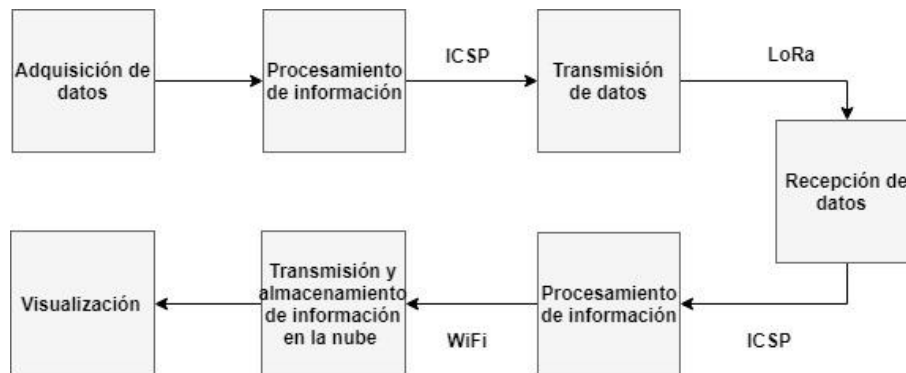 Adquisición de
datos
Procesamiento
de información
ICSP
Transmisión
de datos
LoRa
Recepción de
datos
ICSP
Procesamiento
de información
WiFi
Transmisión y
almacenamiento
de información
en la nube
Visualización